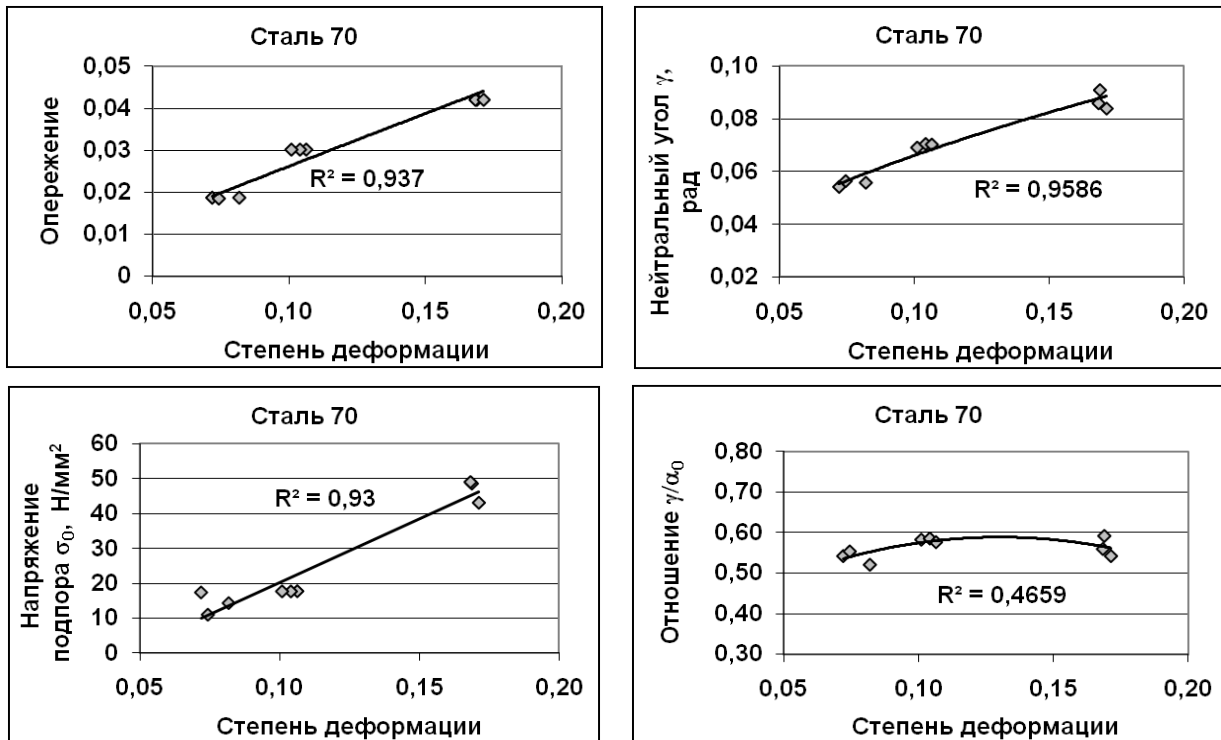 Сталь 70
Опережение
0,05
0,04
0,03
0,02
0,01
0
R² = 0,937
0,05 0,10 0,15 0,20
Степень деформации
Сталь 70
Нейтральный угол γ,
рад
0,10
0,08
0,06
0,04
0,02
R² = 0,9586
0,05 0,10 0,15 0,20
Степень деформации
Сталь 70
Напряжение
подпора σ₀, Н/мм²
60
50
40
30
20
10
0
R² = 0,93
0,05 0,10 0,15 0,20
Степень деформации
Сталь 70
Отношение γ/α₀
0,80
0,70
0,60
0,50
0,40
0,30
R² = 0,4659
0,05 0,10 0,15 0,20
Степень деформации